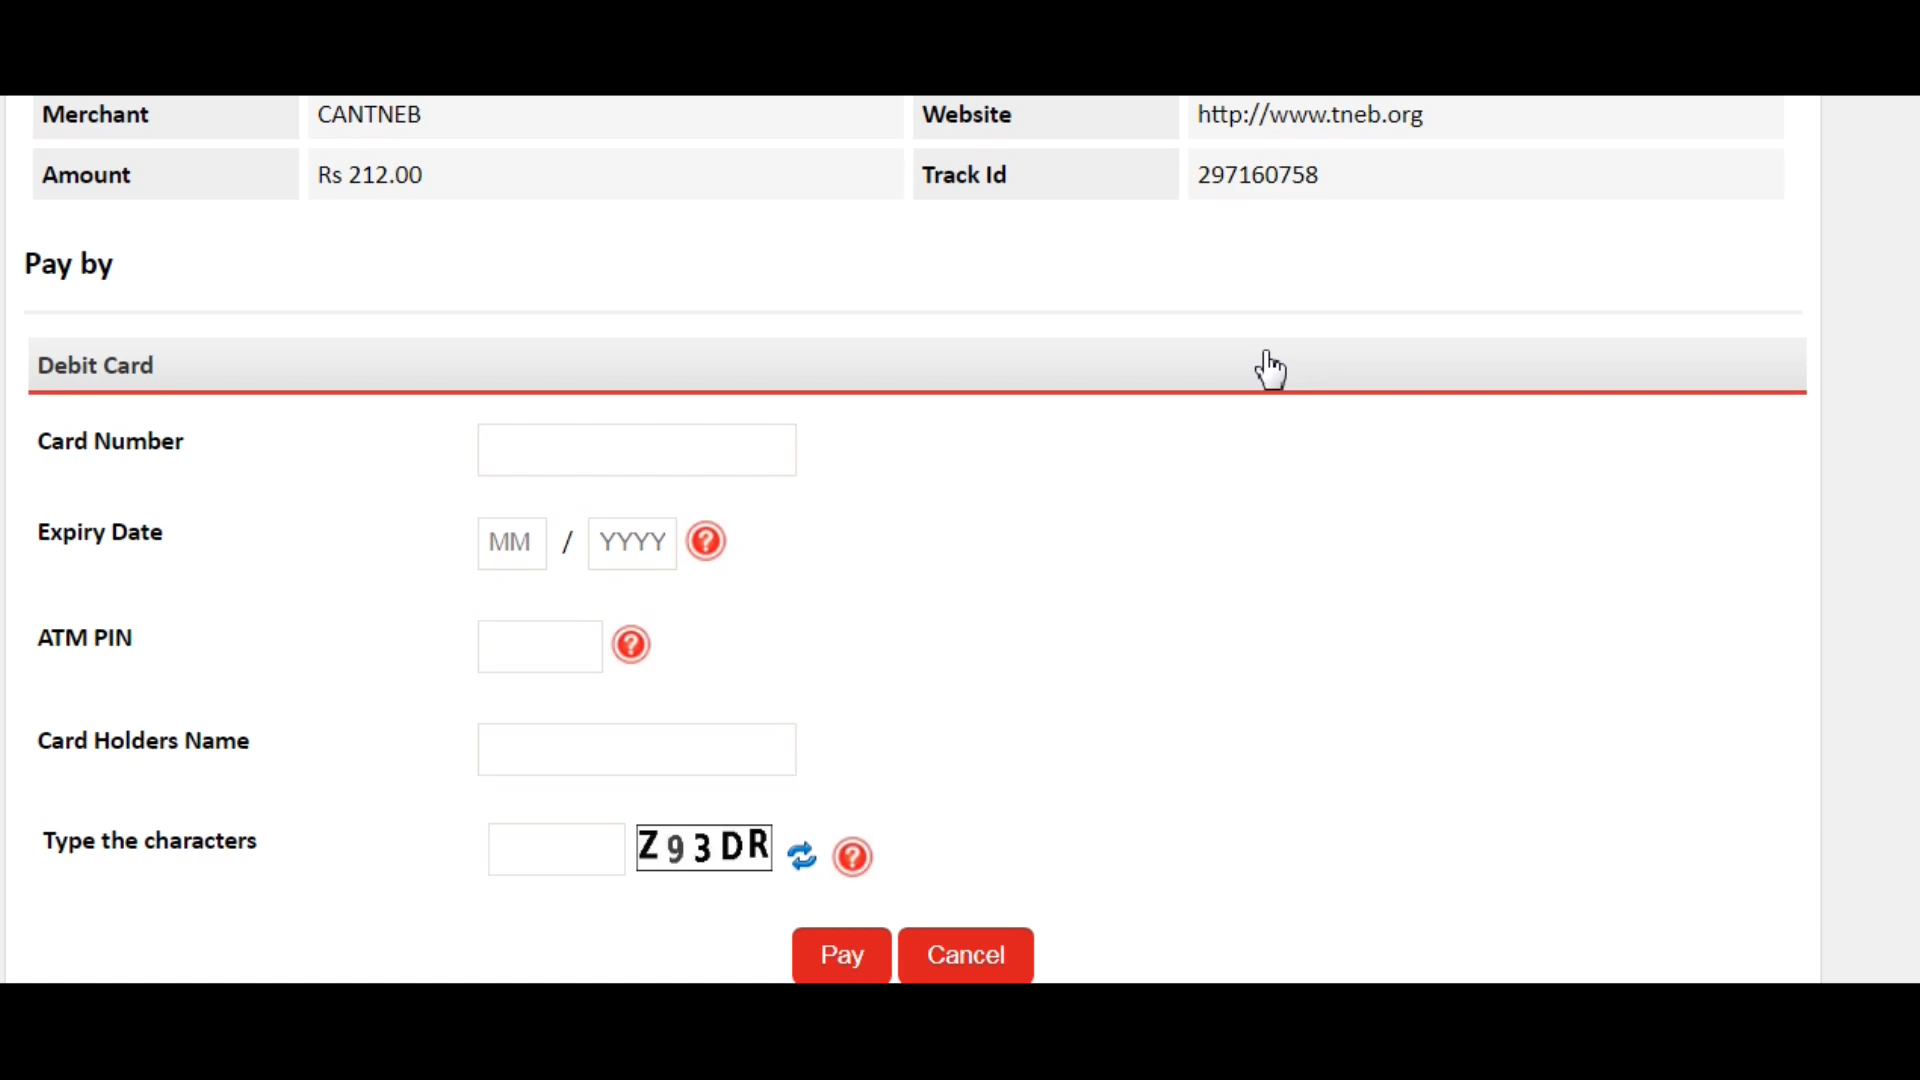 Merchant CANTNEB Website http://www.tneb.org
Amount Rs 212.00 Track Id 297160758
Pay by
Debit Card
Card Number
Expiry Date MM / YYYY ?
ATM PIN ?
Card Holders Name
Type the characters Z93DR ?
Pay Cancel